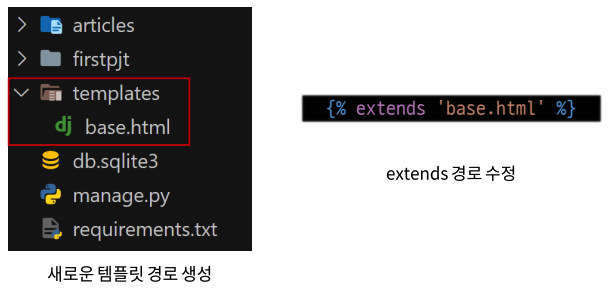 articles
firstpjt
templates
base.html
db.sqlite3
manage.py
requirements.txt
새로운 템플릿 경로 생성
{% extends 'base.html' %}
extends 경로 수정